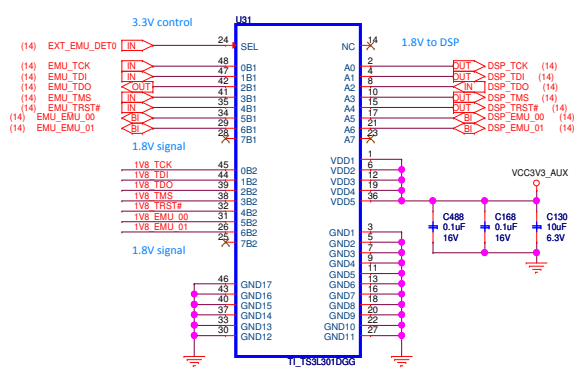 3.3V control
U31
1.8V to DSP
(14) EXT_EMU_DET0 IN 24 SEL NC 14
(14) EMU_TCK IN 48 0B1 A0 2 OUT DSP_TCK (14)
(14) EMU_TDI IN 47 1B1 A1 4 OUT DSP_TDI (14)
(14) EMU_TDO OUT 42 2B1 A2 8 IN DSP_TDO (14)
(14) EMU_TMS IN 41 3B1 A3 10 OUT DSP_TMS (14)
(14) EMU_TRST# IN 35 4B1 A4 15 OUT DSP_TRST# (14)
(14) EMU_EMU_00 BI 34 5B1 A5 17 BI DSP_EMU_00 (14)
(14) EMU_EMU_01 BI 29 6B1 A6 21 BI DSP_EMU_01 (14)
28 7B1 A7 23
1.8V signal
VDD1 1
1V8_TCK 45 0B2 VDD2 6
1V8_TDI 44 1B2 VDD3 12
1V8_TDO 39 2B2 VDD4 19
1V8_TMS 38 3B2 VDD5 36
VCC3V3_AUX
1V8_TRST# 32 4B2
1V8_EMU_00 31 5B2
1V8_EMU_01 26 6B2
25 7B2
1.8V signal
C488 C168 C130
0.1uF 0.1uF 10uF
16V 16V 6.3V
GND1 3
GND2 5
GND3 7
GND4 9
GND5 11
46 GND17 GND6 13
43 GND16 GND7 16
40 GND15 GND8 18
37 GND14 GND9 20
33 GND13 GND10 22
30 GND12 GND11 27
TI_TS3L301DGG